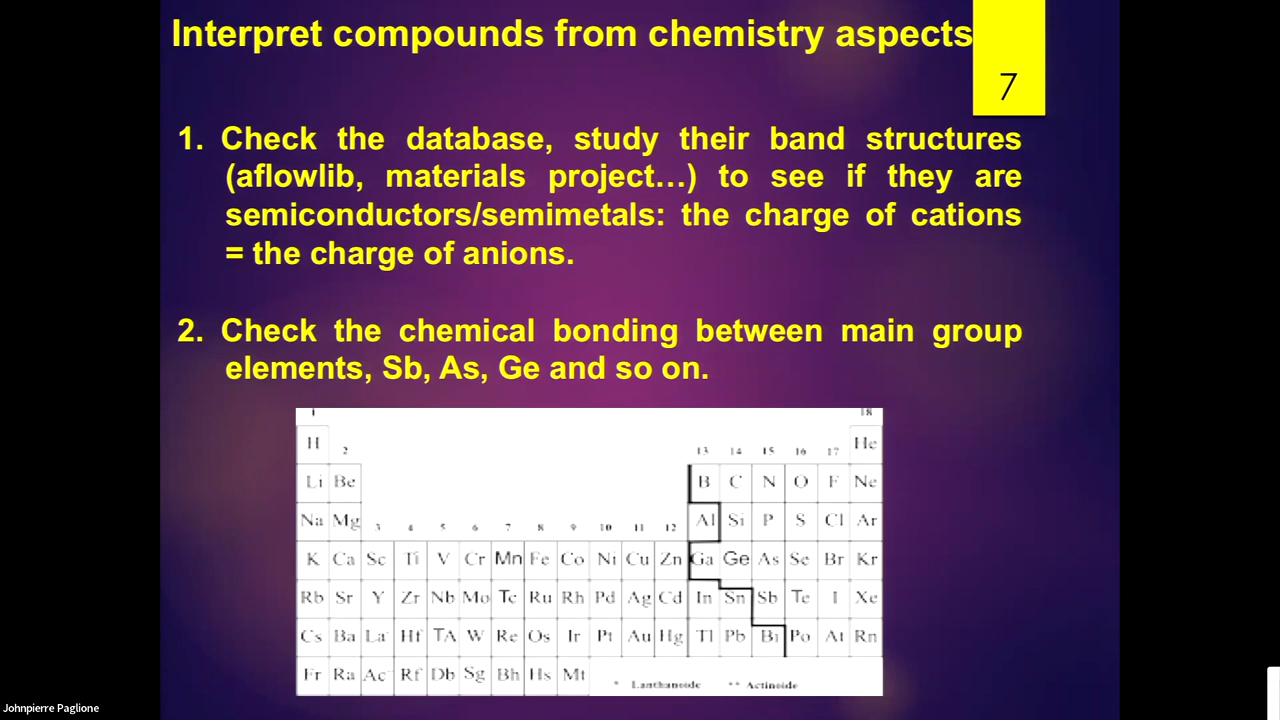 Interpret compounds from chemistry aspects
7
1. Check the database, study their band structures
(aflowlib, materials project...) to see if they are
semiconductors/semimetals: the charge of cations
= the charge of anions.
2. Check the chemical bonding between main group
elements, Sb, As, Ge and so on.
1 18
H 2 13 14 15 16 17 He
Li Be B C N O F Ne
Na Mg 3 4 5 6 7 8 9 10 11 12 Al Si P S Cl Ar
K Ca Sc Ti V Cr Mn Fe Co Ni Cu Zn Ga Ge As Se Br Kr
Rb Sr Y Zr Nb Mo Tc Ru Rh Pd Ag Cd In Sn Sb Te I Xe
Cs Ba La Hf TA W Re Os Ir Pt Au Hg Tl Pb Bi Po At Rn
Fr Ra Ac Rf Db Sg Bh Hs Mt
* Lanthanoide ** Actinoide
Johnpierre Paglione